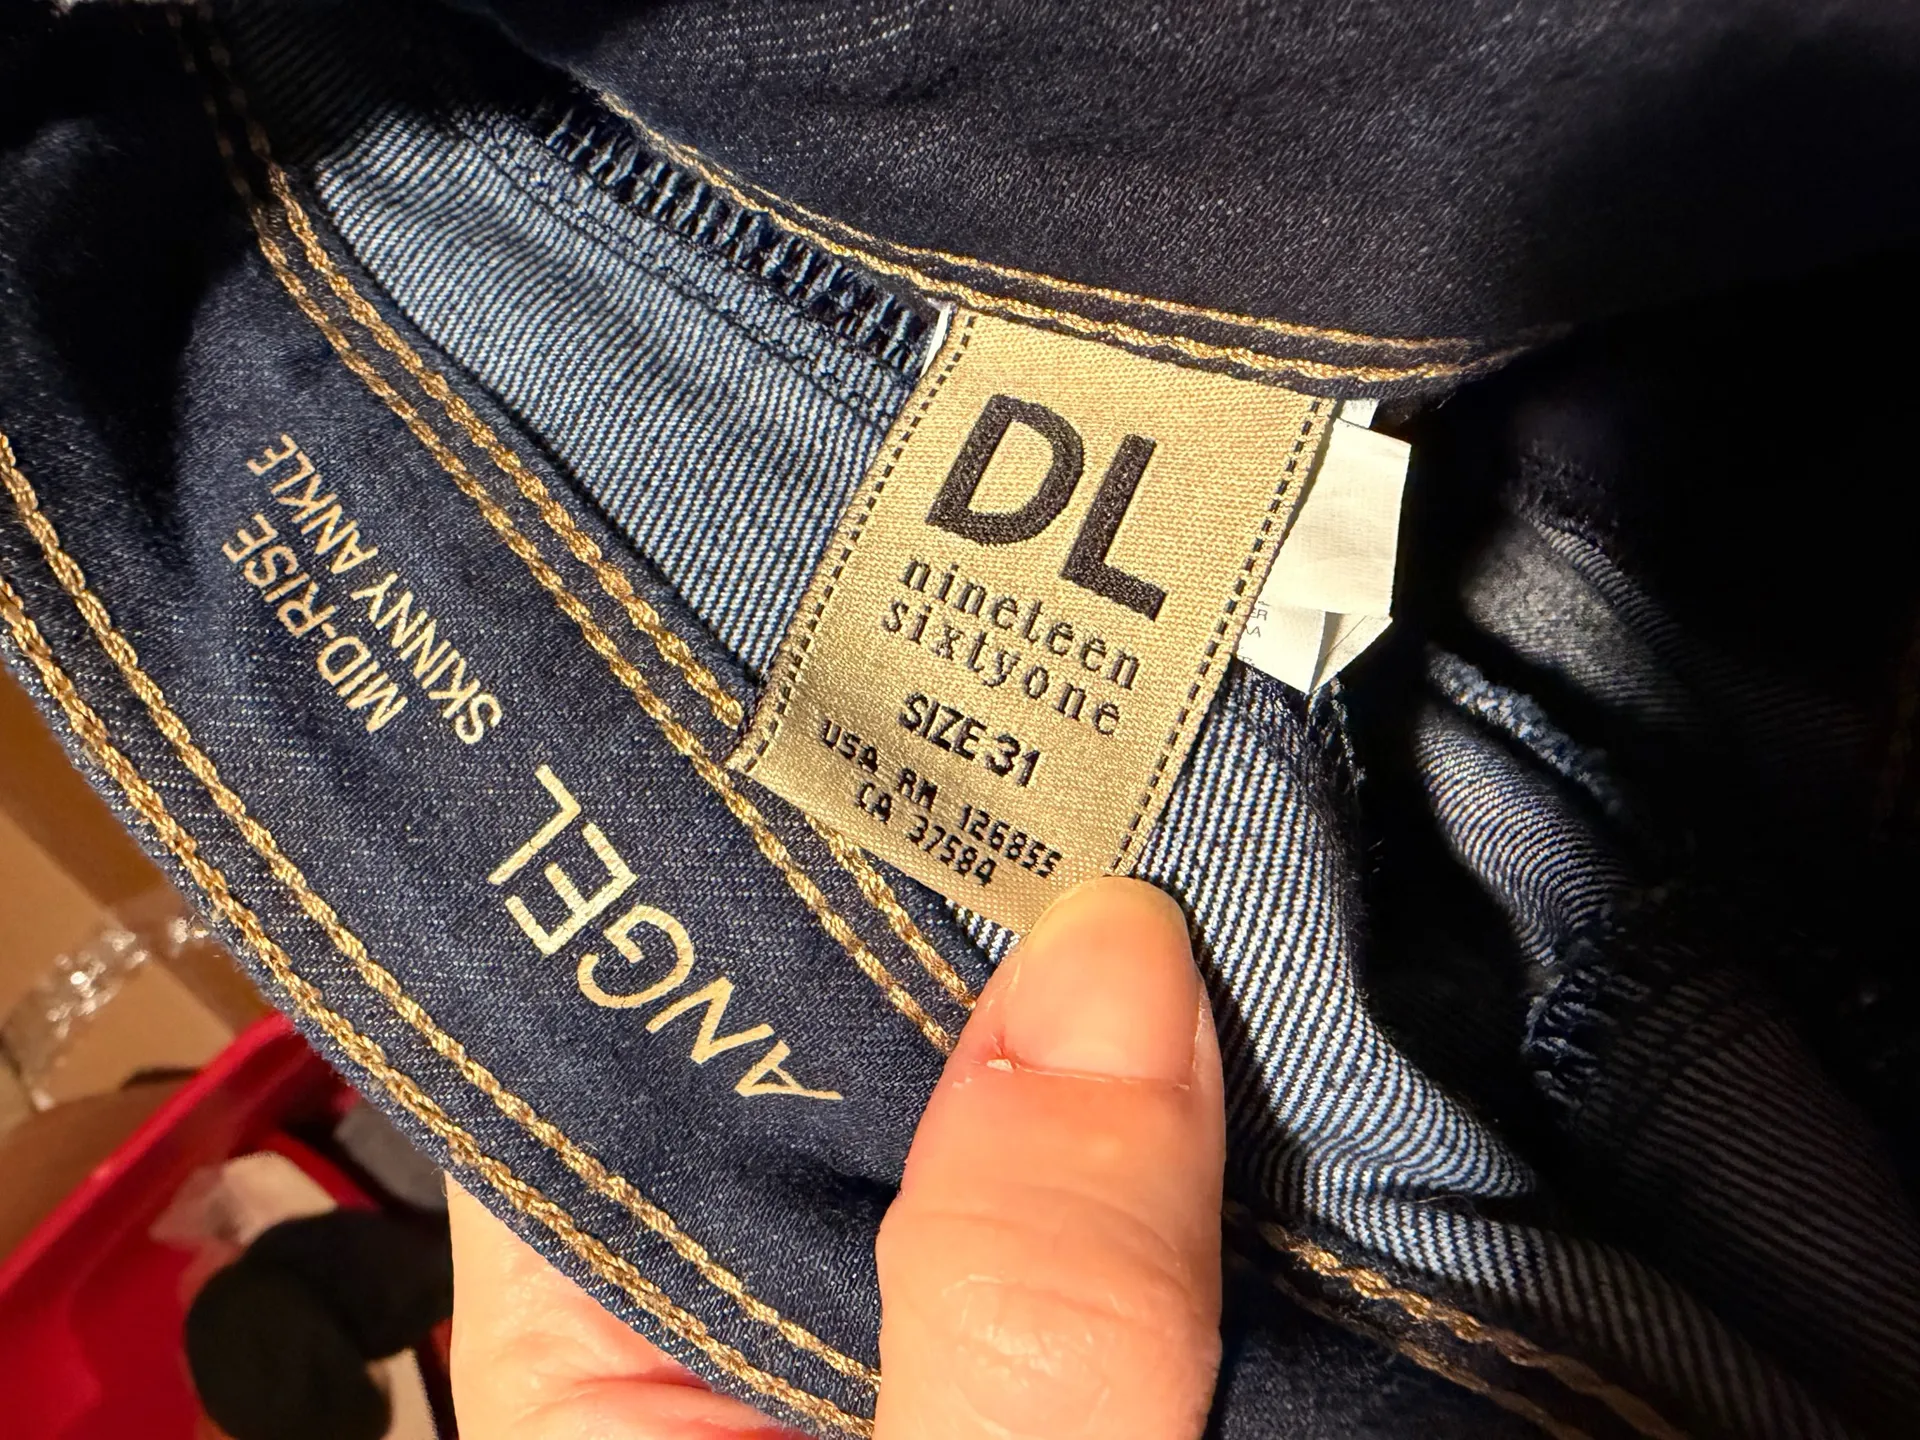 DL
nineteen
sixtyone
SIZE 31
USA RN 126855
CA 37584
ANGEL
MID-RISE
SKINNY ANKLE